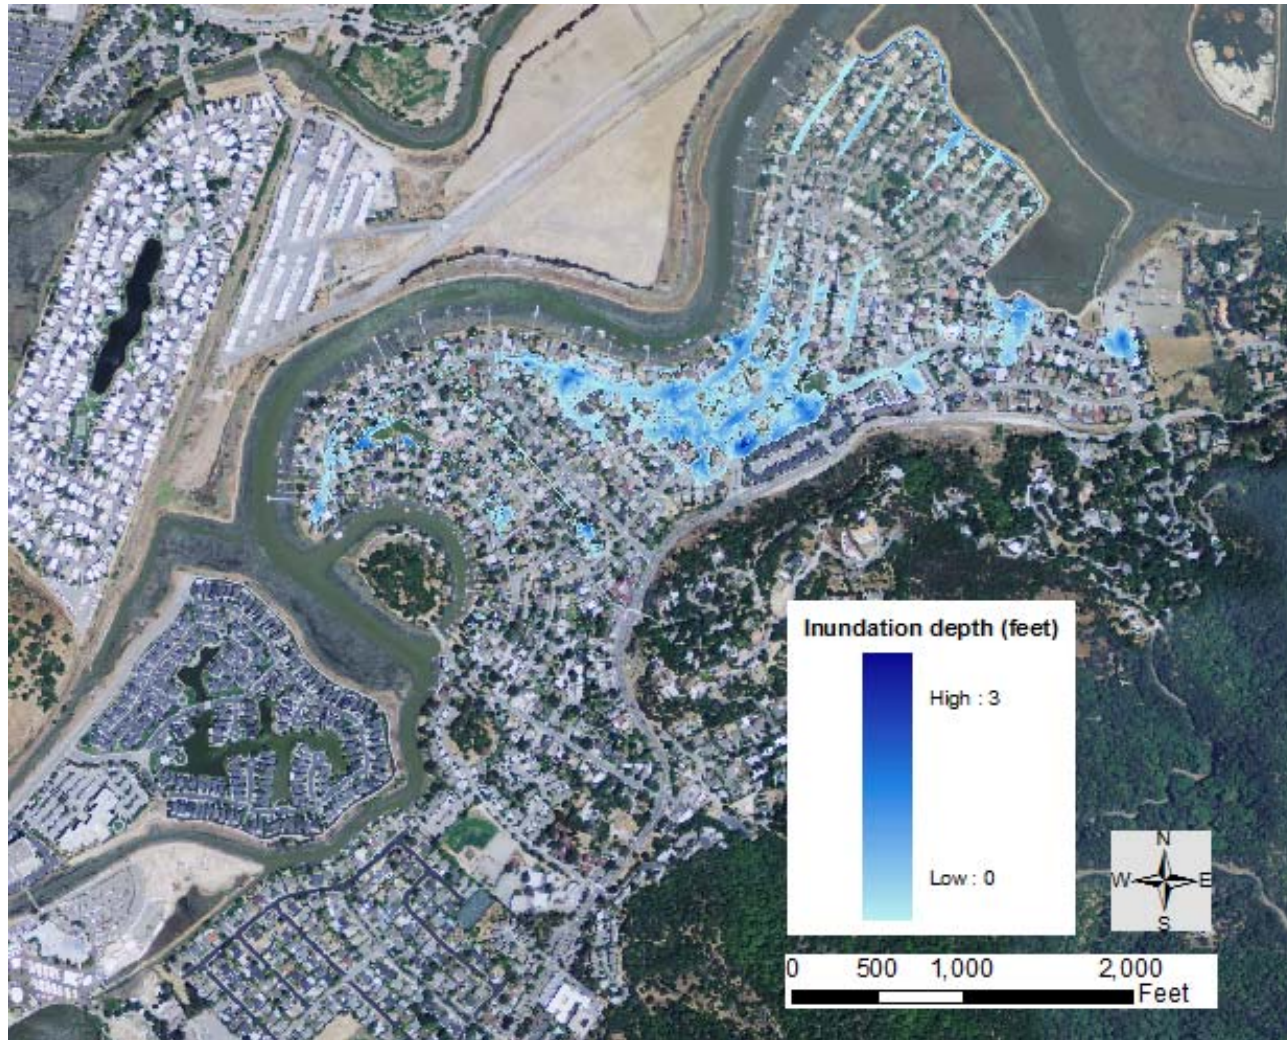 Inundation depth (feet)
High : 3
Low : 0
N
W E
S
0 500 1,000 2,000
Feet